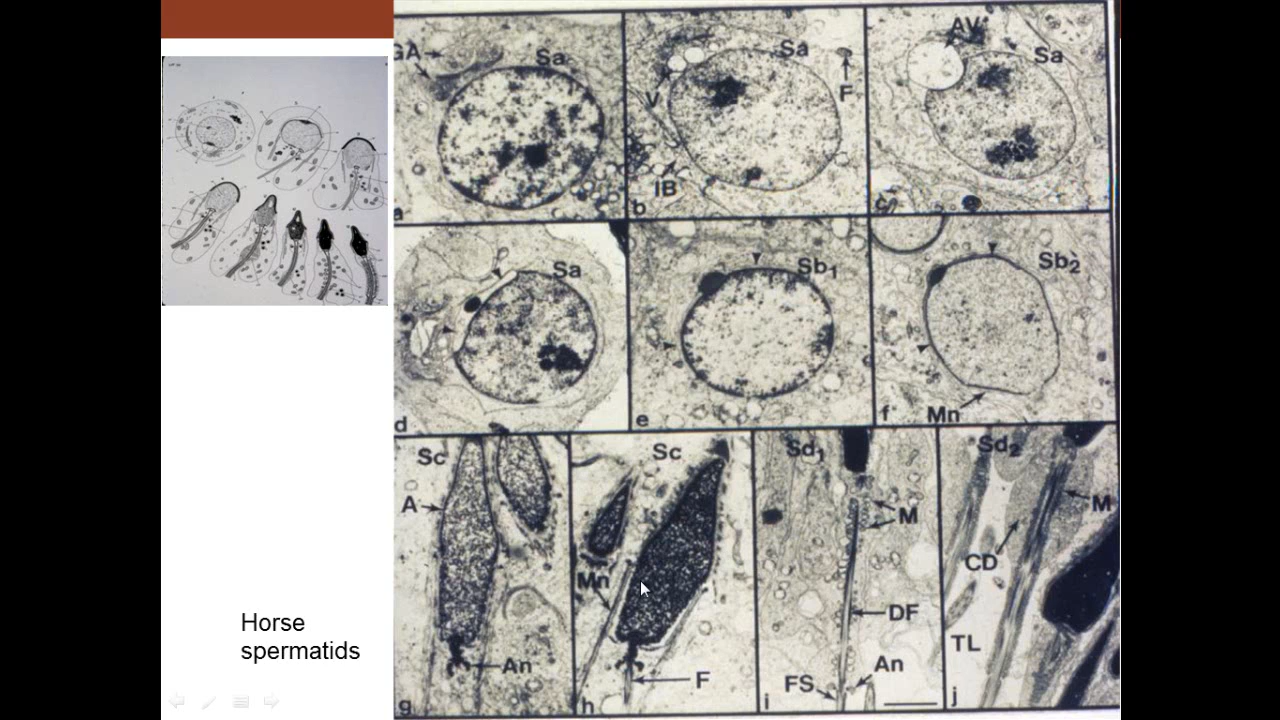 GA
Sa
a
Sa
V
F
IB
b
AV
Sa
c
Sa
d
Sb1
e
Sb2
Mn
f
Sc
A
An
g
Sc
Mn
F
h
Sd1
M
DF
An
FS
i
Sd2
M
CD
TL
j
Horse
spermatids